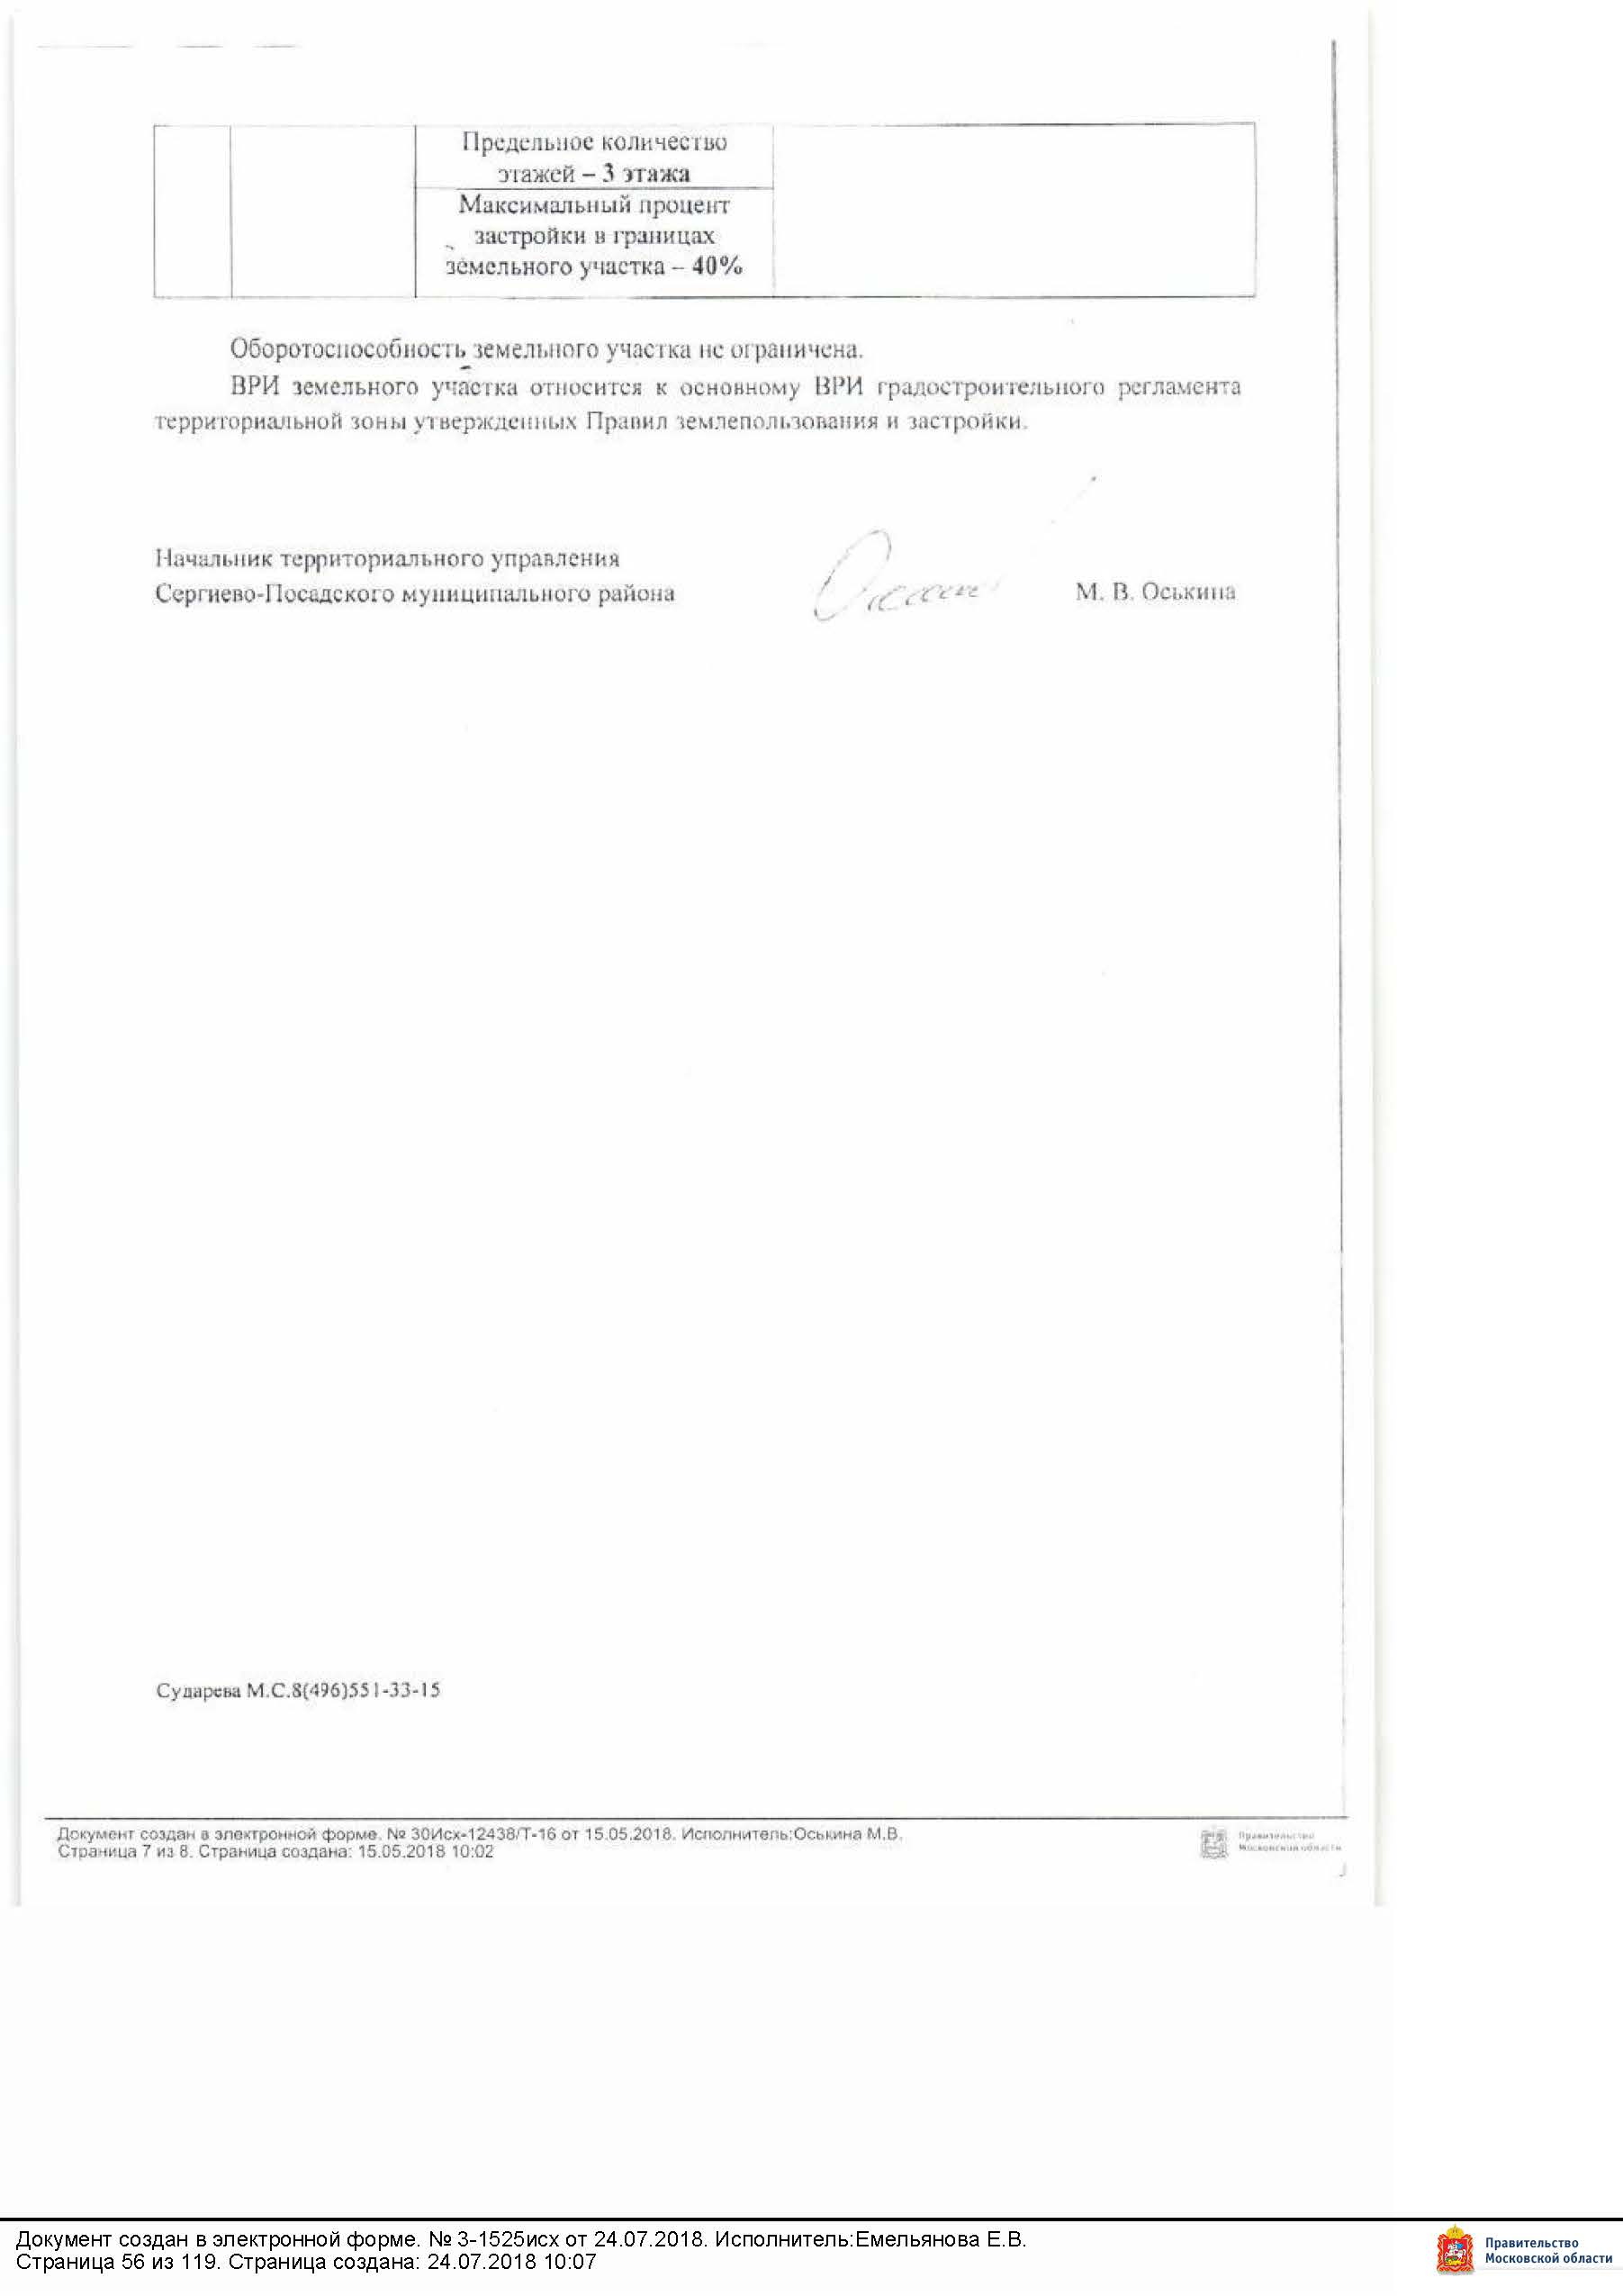 Предельное количество
этажей – 3 этажа
Максимальный процент
застройки в границах
земельного участка – 40%
Оборотоспособность земельного участка не ограничена.
ВРИ земельного участка относится к основному ВРИ градостроительного регламента
территориальной зоны утвержденных Правил землепользования и застройки.
Начальник территориального управления
Сергиево-Посадского муниципального района
М. В. Оськина
Сударева М.С.8(496)551-33-15
Документ создан в электронной форме. № 30Исх-12438/Т-16 от 15.05.2018. Исполнитель:Оськина М.В.
Страница 7 из 8. Страница создана: 15.05.2018 10:02
Правительство
Московской области
Документ создан в электронной форме. № 3-1525исх от 24.07.2018. Исполнитель:Емельянова Е.В.
Страница 56 из 119. Страница создана: 24.07.2018 10:07
Правительство
Московской области